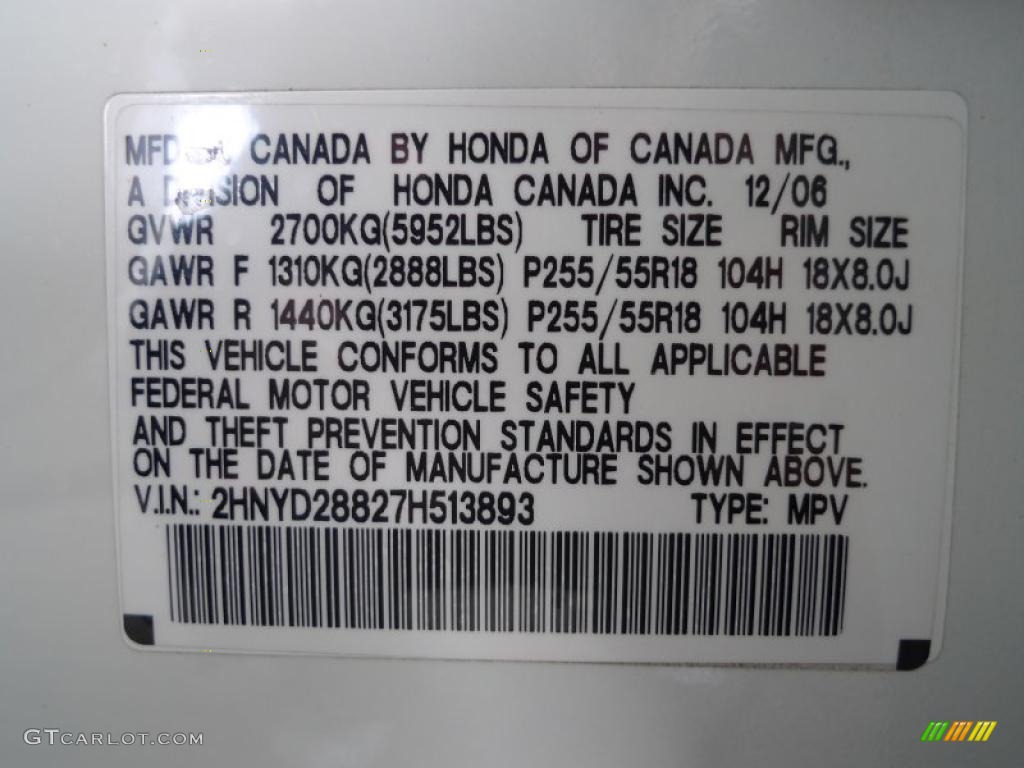 MFD CANADA BY HONDA OF CANADA MFG.,
A DIVISION OF HONDA CANADA INC. 12/06
GVWR 2700KG(5952LBS) TIRE SIZE RIM SIZE
GAWR F 1310KG(2888LBS) P255/55R18 104H 18X8.0J
GAWR R 1440KG(3175LBS) P255/55R18 104H 18X8.0J
THIS VEHICLE CONFORMS TO ALL APPLICABLE
FEDERAL MOTOR VEHICLE SAFETY
AND THEFT PREVENTION STANDARDS IN EFFECT
ON THE DATE OF MANUFACTURE SHOWN ABOVE.
V.I.N.: 2HNYD28827H513893 TYPE: MPV
GTCARLOT.COM